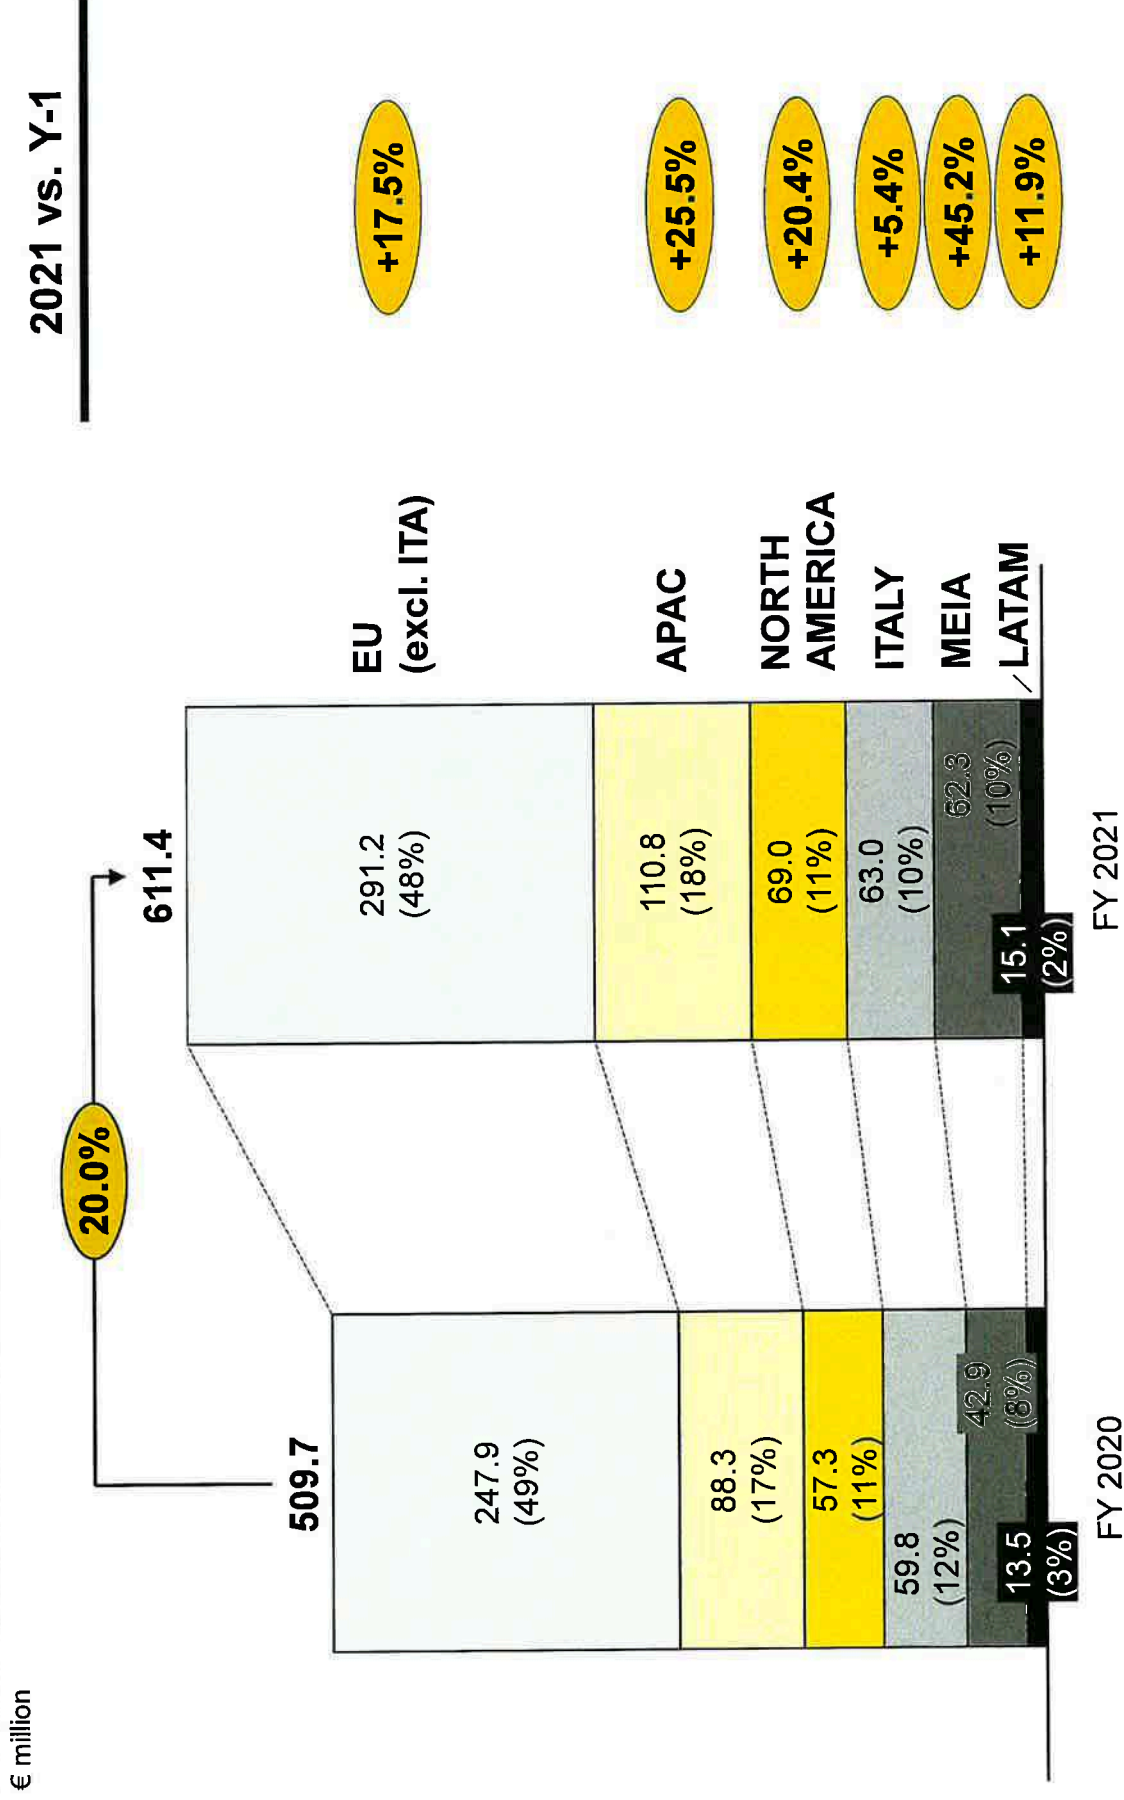 € million
2021 vs. Y-1
20.0%
509.7
611.4
247.9
(49%)
88.3
(17%)
57.3
(11%)
59.8
(12%)
42.9
(8%)
13.5
(3%)
FY 2020
291.2
(48%)
110.8
(18%)
69.0
(11%)
63.0
(10%)
62.3
(10%)
15.1
(2%)
FY 2021
EU
(excl. ITA)
APAC
NORTH
AMERICA
ITALY
MEIA
LATAM
+17.5%
+25.5%
+20.4%
+5.4%
+45.2%
+11.9%